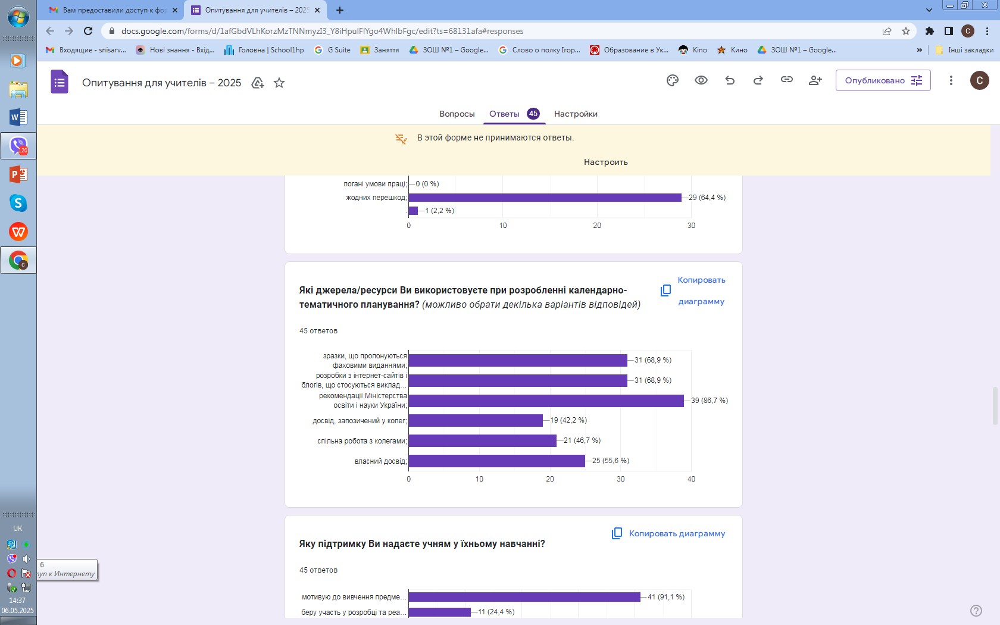 Вам предоставили доступ к фор
Опитування для учителів – 2025
docs.google.com/forms/d/1afGbdVLhKorzMzTNNmyzI3_Y8iHpulFlYgo4WhlbFgc/edit?ts=68131afa#responses
C
Входящие - snisarv...
Нові знання - Вхід...
Головна | School1hp
G Suite
Заняття
ЗОШ №1 – Google...
Слово о полку Ігор...
Образование в Ук...
Kino
Кино
ЗОШ №1 – Google...
»
Інші закладки
Опитування для учителів – 2025
Опубликовано
C
Вопросы
Ответы 45
Настройки
В этой форме не принимаются ответы.
Настроить
погані умови праці; 0 (0 %)
жодних перешкод; 29 (64,4 %)
. 1 (2,2 %)
0 10 20 30
Які джерела/ресурси Ви використовуєте при розробленні календарно-
тематичного планування? (можливо обрати декілька варіантів відповідей)
Копировать
диаграмму
45 ответов
зразки, що пропонуються
фаховими виданнями; 31 (68,9 %)
розробки з інтернет-сайтів і
блогів, що стосуються виклад... 31 (68,9 %)
рекомендації Міністерства
освіти і науки України; 39 (86,7 %)
досвід, запозичений у колег; 19 (42,2 %)
спільна робота з колегами; 21 (46,7 %)
власний досвід; 25 (55,6 %)
0 10 20 30 40
Яку підтримку Ви надаєте учням у їхньому навчанні?
Копировать диаграмму
45 ответов
мотивую до вивчення предме... 41 (91,1 %)
беру участь у розробці та реа... 11 (24,4 %)
120
UK
6
туп к Интернету
14:37
06.05.2025